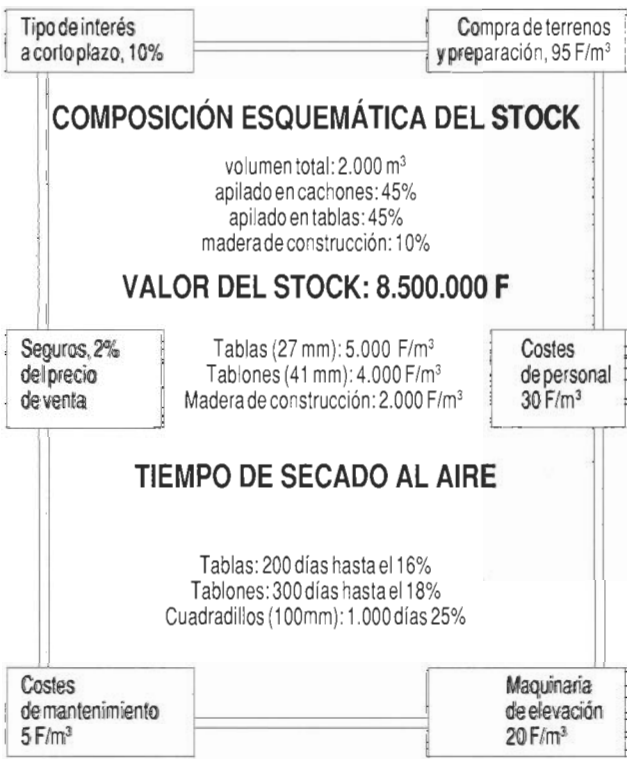 Tipo de interés
a corto plazo, 10%
Compra de terrenos
y preparación, 95 F/m³
COMPOSICIÓN ESQUEMÁTICA DEL STOCK
volumen total: 2.000 m³
apilado en cachones: 45%
apilado en tablas: 45%
madera de construcción: 10%
VALOR DEL STOCK: 8.500.000 F
Seguros, 2%
del precio
de venta
Tablas (27 mm): 5.000 F/m³
Tablones (41 mm): 4.000 F/m³
Madera de construcción: 2.000 F/m³
Costes
de personal
30 F/m³
TIEMPO DE SECADO AL AIRE
Tablas: 200 días hasta el 16%
Tablones: 300 días hasta el 18%
Cuadradillos (100mm): 1.000 días 25%
Costes
de mantenimiento
5 F/m³
Maquinaria
de elevación
20 F/m³